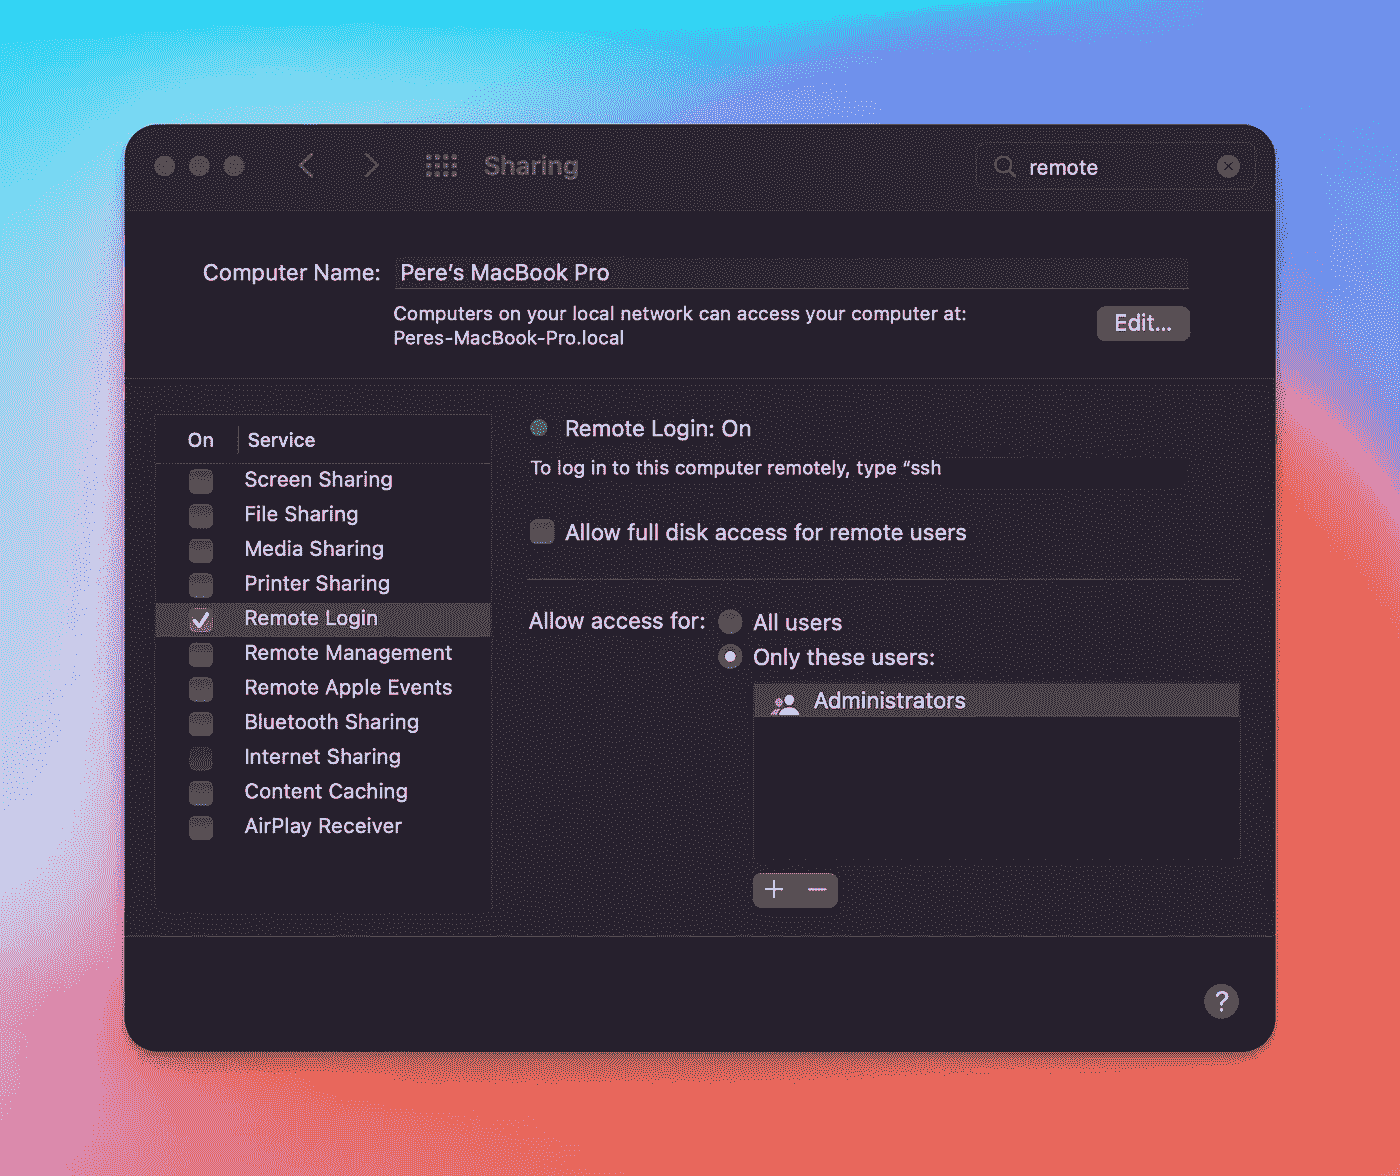 Sharing
remote
Computer Name: Pere’s MacBook Pro
Computers on your local network can access your computer at:
Peres-MacBook-Pro.local
Edit...
On Service
Screen Sharing
File Sharing
Media Sharing
Printer Sharing
Remote Login
Remote Management
Remote Apple Events
Bluetooth Sharing
Internet Sharing
Content Caching
AirPlay Receiver
Remote Login: On
To log in to this computer remotely, type “ssh
Allow full disk access for remote users
Allow access for: All users
Only these users:
Administrators
+ −
?